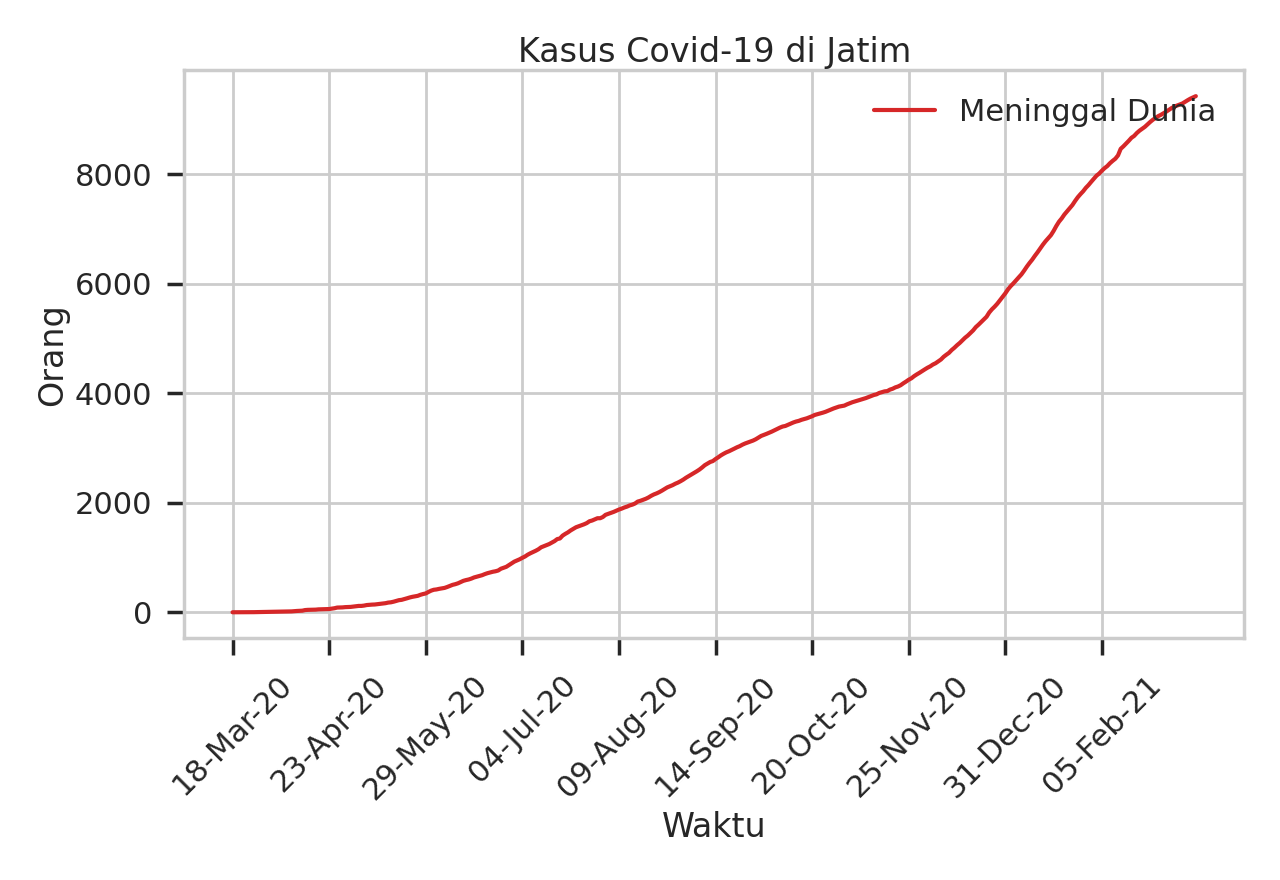 Kasus Covid-19 di Jatim
Meninggal Dunia
Orang
8000
6000
4000
2000
0
18-Mar-20
23-Apr-20
29-May-20
04-Jul-20
09-Aug-20
14-Sep-20
20-Oct-20
25-Nov-20
31-Dec-20
05-Feb-21
Waktu